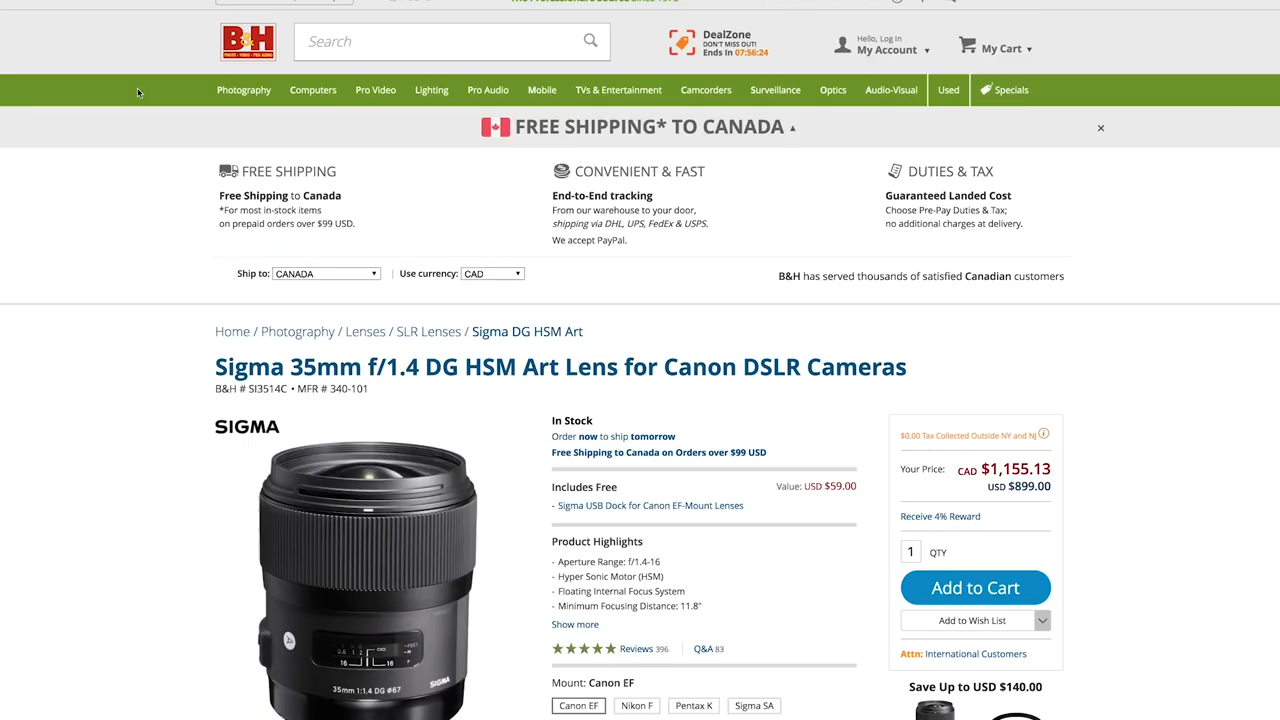 The Professional's Source Since 1973
B&H
PHOTO · VIDEO · PRO AUDIO
Search
DealZone
DON'T MISS OUT!
Ends In 07:56:24
Hello, Log In
My Account
My Cart
Photography
Computers
Pro Video
Lighting
Pro Audio
Mobile
TVs & Entertainment
Camcorders
Surveillance
Optics
Audio-Visual
Used
Specials
FREE SHIPPING* TO CANADA
FREE SHIPPING
Free Shipping to Canada
*For most in-stock items
on prepaid orders over $99 USD.
CONVENIENT & FAST
End-to-End tracking
From our warehouse to your door,
shipping via DHL, UPS, FedEx & USPS.
We accept PayPal.
DUTIES & TAX
Guaranteed Landed Cost
Choose Pre-Pay Duties & Tax;
no additional charges at delivery.
Ship to: CANADA | Use currency: CAD
B&H has served thousands of satisfied Canadian customers
Home / Photography / Lenses / SLR Lenses / Sigma DG HSM Art
Sigma 35mm f/1.4 DG HSM Art Lens for Canon DSLR Cameras
B&H # SI3514C • MFR # 340-101
SIGMA
35mm 1:1.4 DG Ø67
SIGMA
In Stock
Order now to ship tomorrow
Free Shipping to Canada on Orders over $99 USD
Includes Free Value: USD $59.00
- Sigma USB Dock for Canon EF-Mount Lenses
Product Highlights
- Aperture Range: f/1.4-16
- Hyper Sonic Motor (HSM)
- Floating Internal Focus System
- Minimum Focusing Distance: 11.8"
Show more
Reviews 396 Q&A 83
Mount: Canon EF
Canon EF
Nikon F
Pentax K
Sigma SA
$0.00 Tax Collected Outside NY and NJ
Your Price: CAD $1,155.13
USD $899.00
Receive 4% Reward
1 QTY
Add to Cart
Add to Wish List
Attn: International Customers
Save Up to USD $140.00